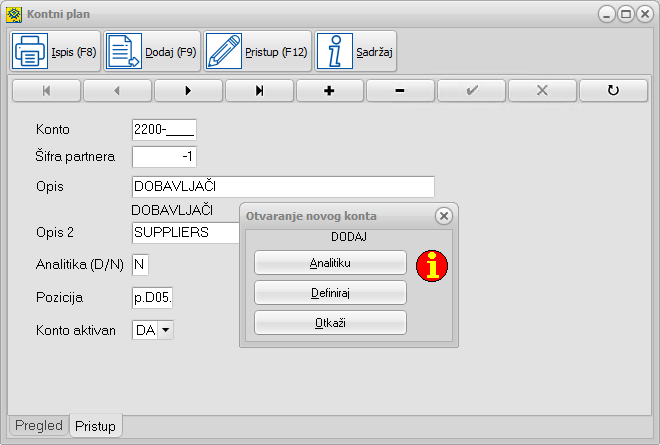 Kontni plan
Ispis (F8) Dodaj (F9) Pristup (F12) Sadržaj
Konto 2200-____
Šifra partnera -1
Opis DOBAVLJAČI
DOBAVLJAČI
Opis 2 SUPPLIERS
Analitika (D/N) N
Pozicija p.D05.
Konto aktivan DA
Otvaranje novog konta
DODAJ
Analitiku
Definiraj
Otkaži
Pregled Pristup